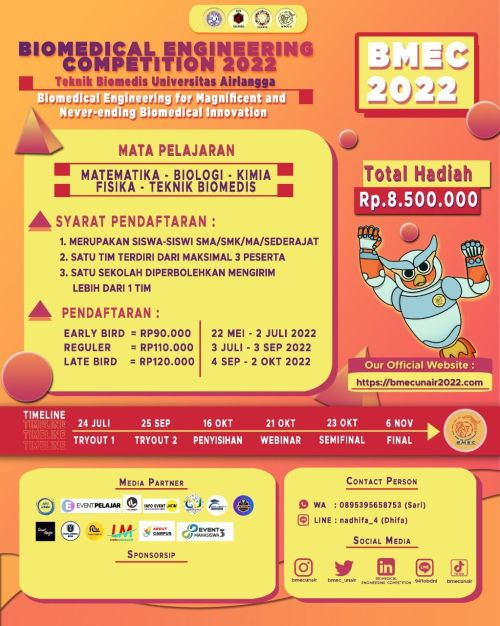 BIOMEDICAL ENGINEERING
COMPETITION 2022
Teknik Biomedis Universitas Airlangga
Biomedical Engineering for Magnificent and
Never-ending Biomedical Innovation
BMEC
2022
MATA PELAJARAN
MATEMATIKA - BIOLOGI - KIMIA
FISIKA - TEKNIK BIOMEDIS
Total Hadiah
Rp.8.500.000
SYARAT PENDAFTARAN :
1. MERUPAKAN SISWA-SISWI SMA/SMK/MA/SEDERAJAT
2. SATU TIM TERDIRI DARI MAKSIMAL 3 PESERTA
3. SATU SEKOLAH DIPERBOLEHKAN MENGIRIM
LEBIH DARI 1 TIM
PENDAFTARAN :
EARLY BIRD = RP90.000 22 MEI - 2 JULI 2022
REGULER = RP110.000 3 JULI - 3 SEP 2022
LATE BIRD = RP120.000 4 SEP - 2 OKT 2022
Our Official Website :
https://bmecunair2022.com
TIMELINE
TIMELINE
TIMELINE
TIMELINE
24 JULI 25 SEP 16 OKT 21 OKT 23 OKT 6 NOV
TRYOUT 1 TRYOUT 2 PENYISIHAN WEBINAR SEMIFINAL FINAL
BMEC
MEDIA PARTNER
EVENTPELAJAR
INFO EVENT
LM
ABOUT
CAMPUS
EVENT
MAHASISWA
SPONSORSIP
CONTACT PERSON
WA : 0895395658753 (Sari)
LINE : nadhifa_4 (Dhifa)
SOCIAL MEDIA
bmecunair
bmec_unair
BIOMEDICAL
ENGINEERING COMPETITION
941obdnl
.bmecunair